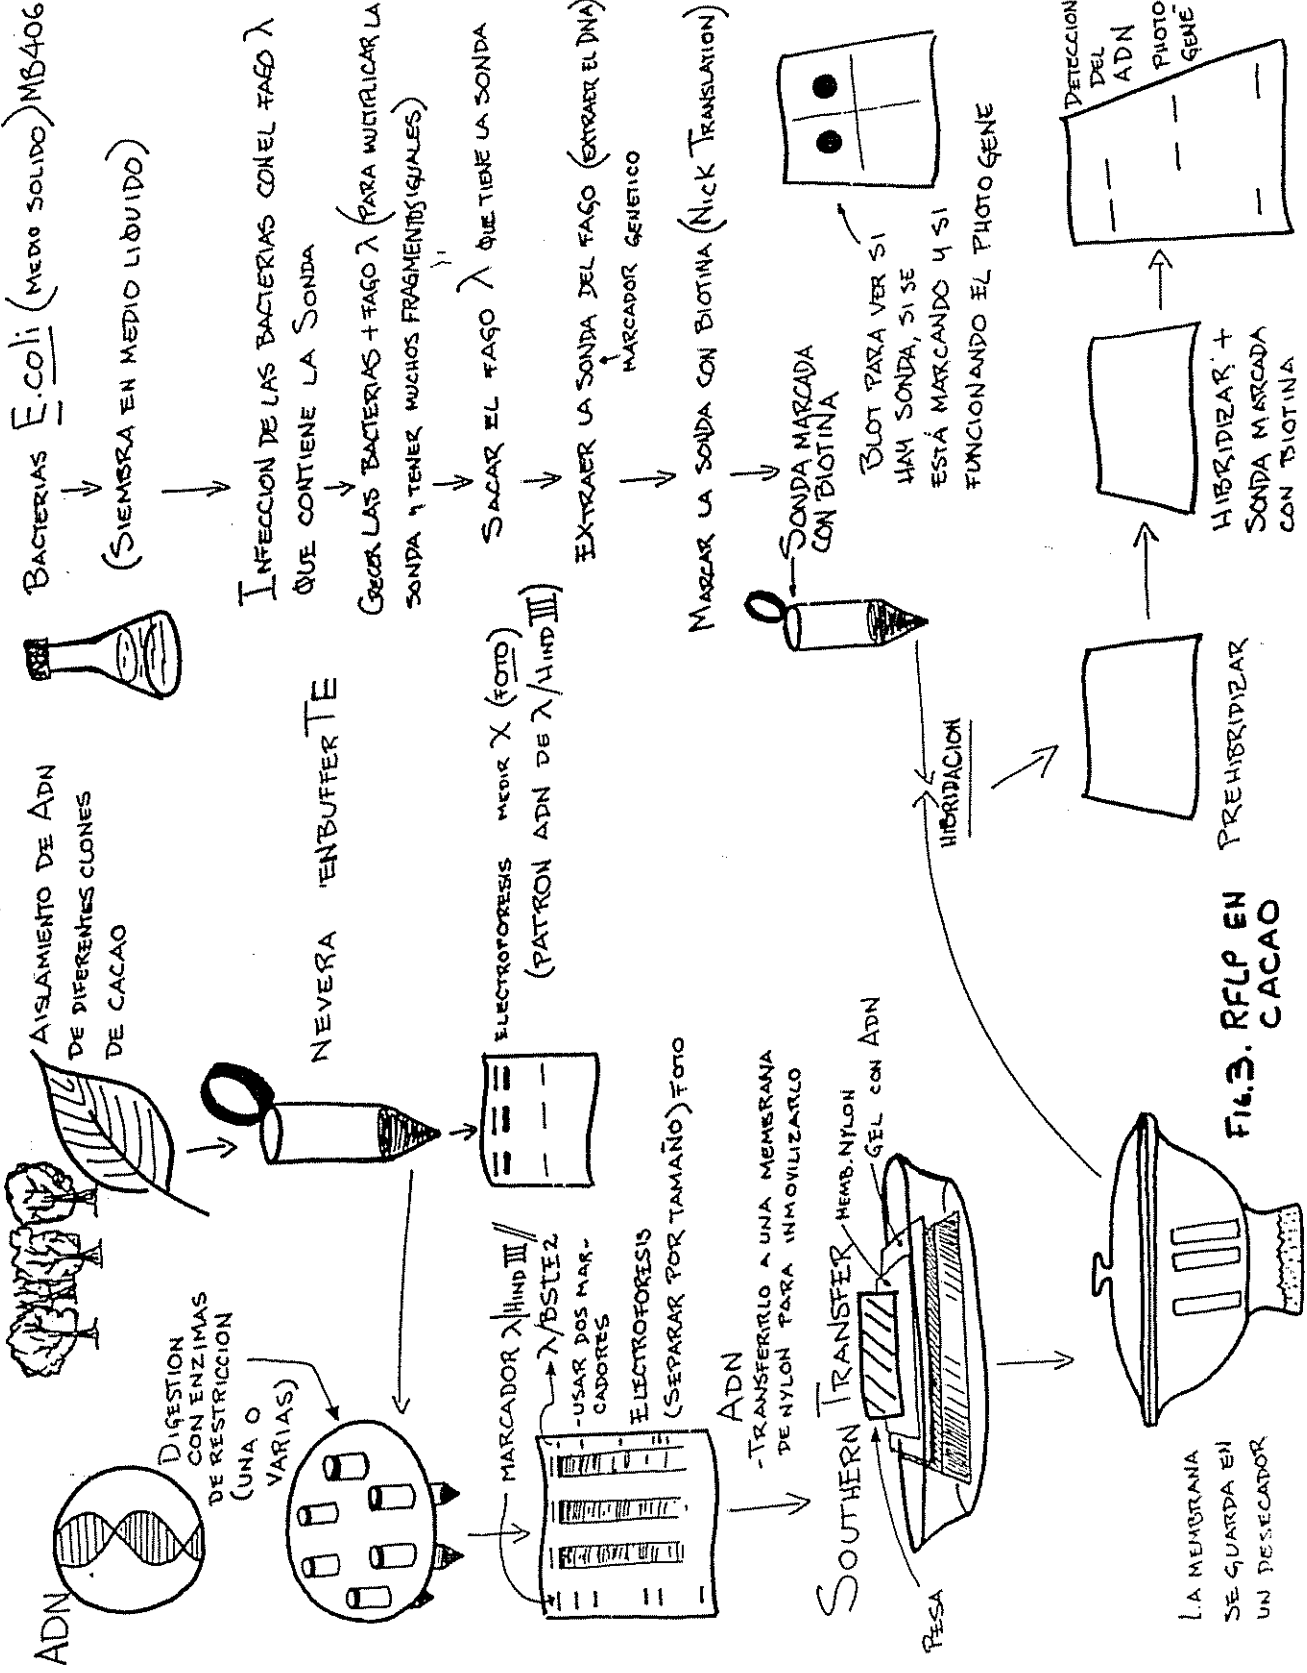 ADN
DIGESTION
CON ENZIMAS
DE RESTRICCION
(UNA O
VARIAS)
AISLAMIENTO DE ADN
DE DIFERENTES CLONES
DE CACAO
NEVERA EN BUFFER TE
ELECTROFORESIS MEDIR λ (FOTO)
(PATRON ADN DE λ/HIND III)
MARCADOR λ/HIND III
λ/BSTE2
-USAR DOS MAR-
CADORES
ELECTROFORESIS
(SEPARAR POR TAMAÑO) FOTO
ADN
-TRANSFERIRLO A UNA MEMBRANA
DE NYLON PARA INMOVILIZARLO
SOUTHERN TRANSFER
MEMB. NYLON
GEL CON ADN
PESA
LA MEMBRANA
SE GUARDA EN
UN DESECADOR
BACTERIAS E.coli (MEDIO SOLIDO) MB406
(SIEMBRA EN MEDIO LIQUIDO)
INFECCION DE LAS BACTERIAS CON EL FAGO λ
QUE CONTIENE LA SONDA
CRECER LAS BACTERIAS + FAGO λ (PARA MULTIPLICAR LA
SONDA Y TENER MUCHOS FRAGMENTOS IGUALES)
SACAR EL FAGO λ QUE TIENE LA SONDA
EXTRAER LA SONDA DEL FAGO (EXTRAER EL DNA)
MARCADOR GENETICO
MARCAR LA SONDA CON BIOTINA (NICK TRANSLATION)
SONDA MARCADA
CON BIOTINA
BLOT PARA VER SI
HAY SONDA, SI SE
ESTÁ MARCANDO Y SI
FUNCIONANDO EL PHOTO GENE
HIBRIDACION
PREHIBRIDIZAR
HIBRIDIZAR +
SONDA MARCADA
CON BIOTINA
DETECCION
DEL
ADN
PHOTO
GENE
FIG.3. RFLP EN
CACAO